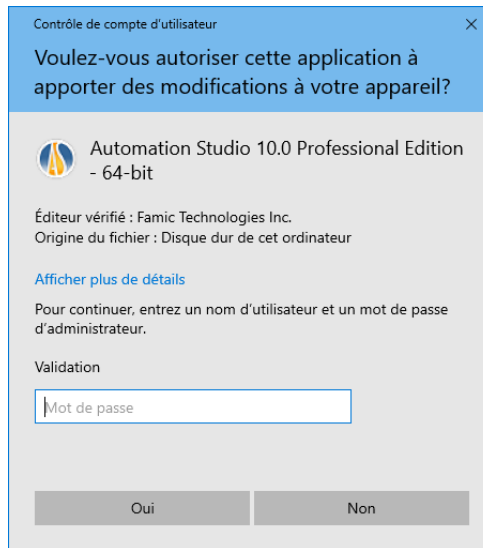 Contrôle de compte d'utilisateur
Voulez-vous autoriser cette application à
apporter des modifications à votre appareil?
Automation Studio 10.0 Professional Edition
- 64-bit
Éditeur vérifié : Famic Technologies Inc.
Origine du fichier : Disque dur de cet ordinateur
Afficher plus de détails
Pour continuer, entrez un nom d'utilisateur et un mot de passe
d'administrateur.
Validation
Mot de passe
Oui
Non